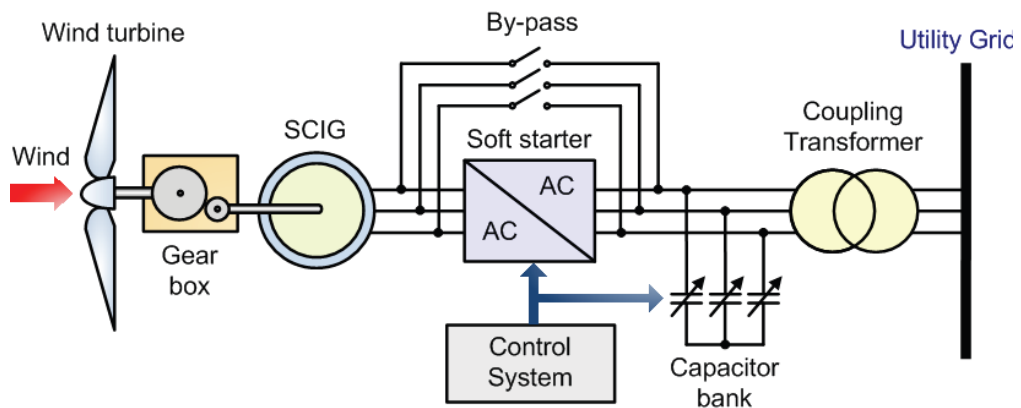 Wind turbine
By-pass
Utility Grid
SCIG
Soft starter
Coupling
Transformer
Wind
AC
AC
Gear
box
Control
System
Capacitor
bank